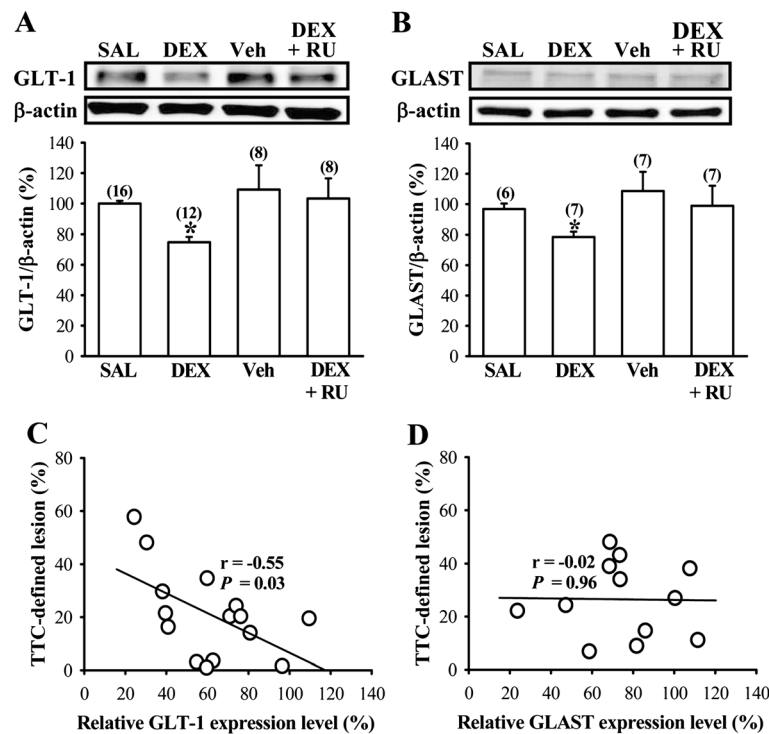 A
SAL DEX Veh DEX + RU
GLT-1
β-actin
GLT-1/β-actin (%)
140
120
100
80
60
40
20
0
(16)
(12)
*
(8)
(8)
SAL DEX Veh DEX + RU
B
SAL DEX Veh DEX + RU
GLAST
β-actin
GLAST/β-actin (%)
140
120
100
80
60
40
20
0
(6)
(7)
*
(7)
(7)
SAL DEX Veh DEX + RU
C
TTC-defined lesion (%)
80
60
40
20
0
r = -0.55
P = 0.03
0 20 40 60 80 100 120 140
Relative GLT-1 expression level (%)
D
TTC-defined lesion (%)
80
60
40
20
0
r = -0.02
P = 0.96
0 20 40 60 80 100 120 140
Relative GLAST expression level (%)